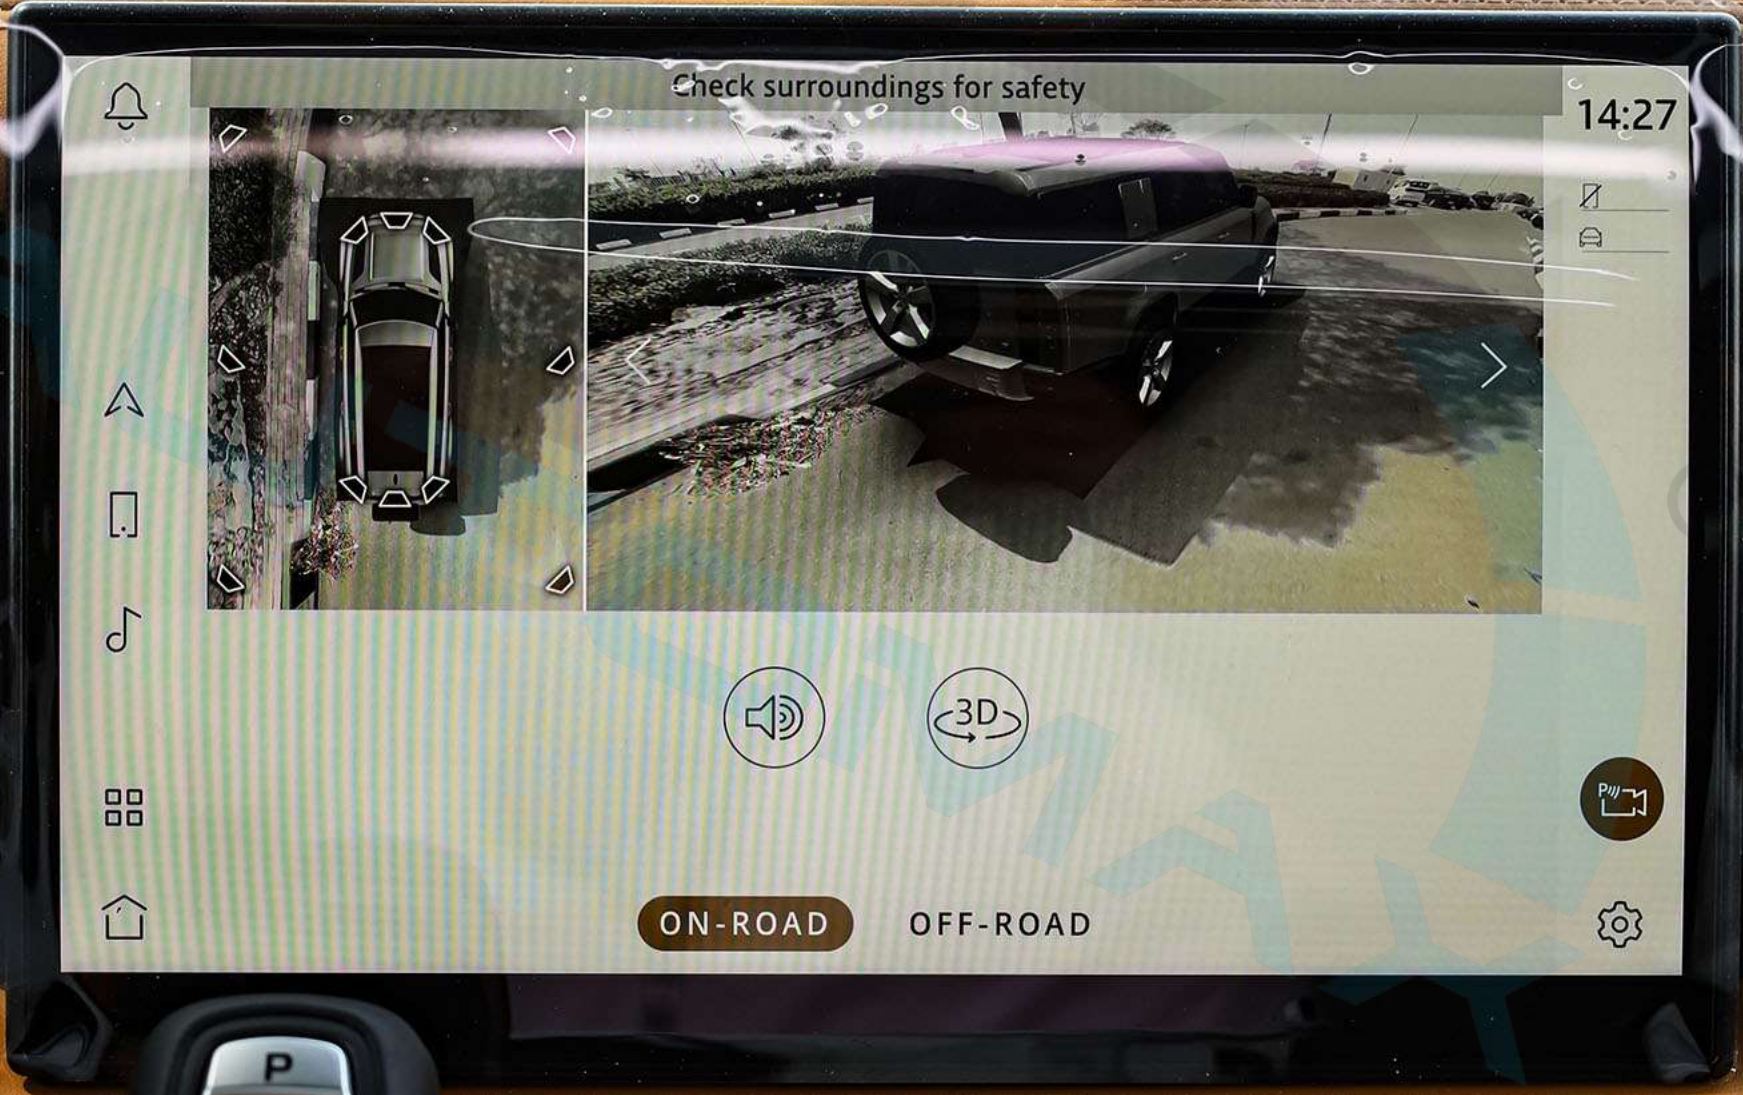 Check surroundings for safety
14:27
3D
P
ON-ROAD
OFF-ROAD
P